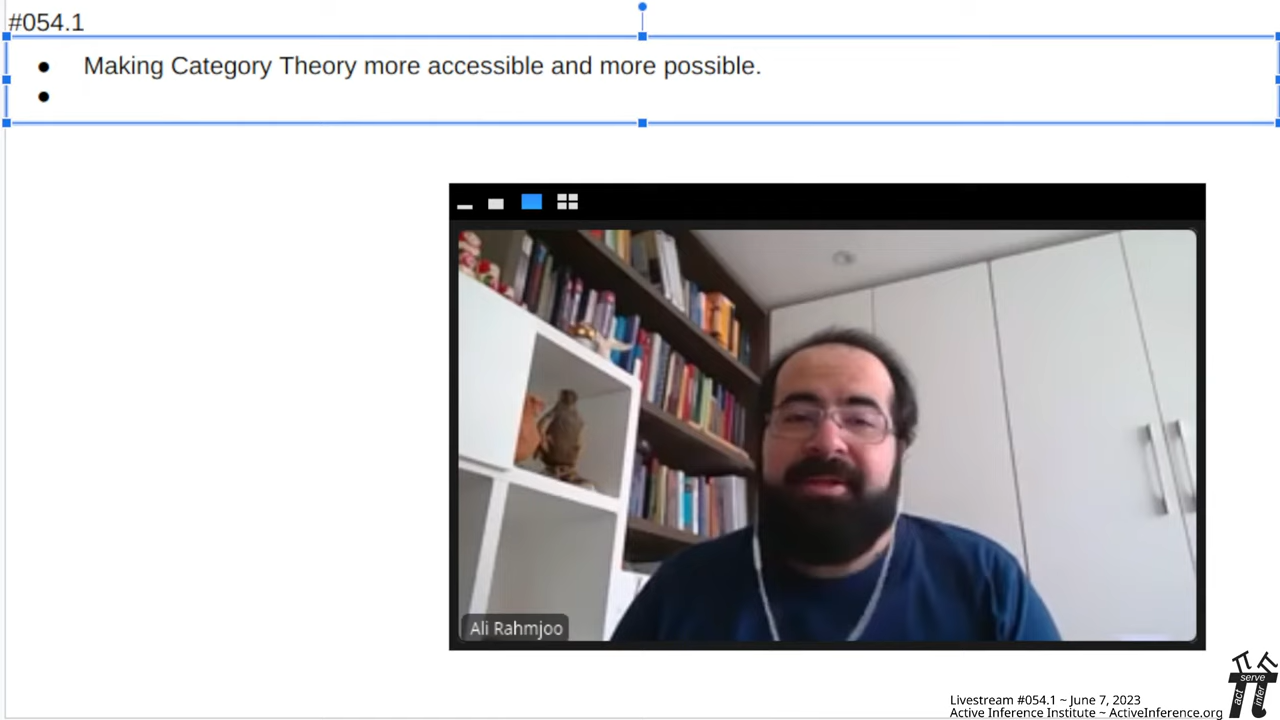 #054.1
● Making Category Theory more accessible and more possible.
●
Ali Rahmjoo
Livestream #054.1 ~ June 7, 2023
Active Inference Institute ~ ActiveInference.org
serve
act
infer